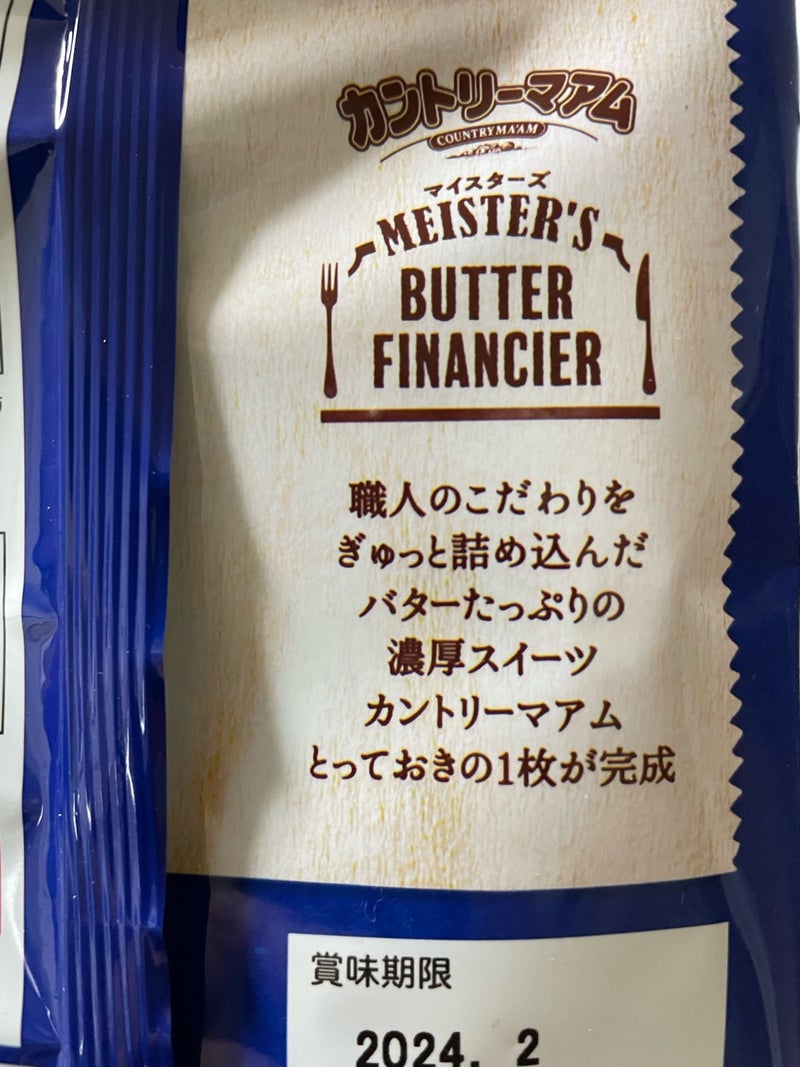 カントリーマアム
COUNTRY MA'AM
マイスターズ
MEISTER'S
BUTTER
FINANCIER
職人のこだわりを
ぎゅっと詰め込んだ
バターたっぷりの
濃厚スイーツ
カントリーマアム
とっておきの1枚が完成
賞味期限
2024. 2